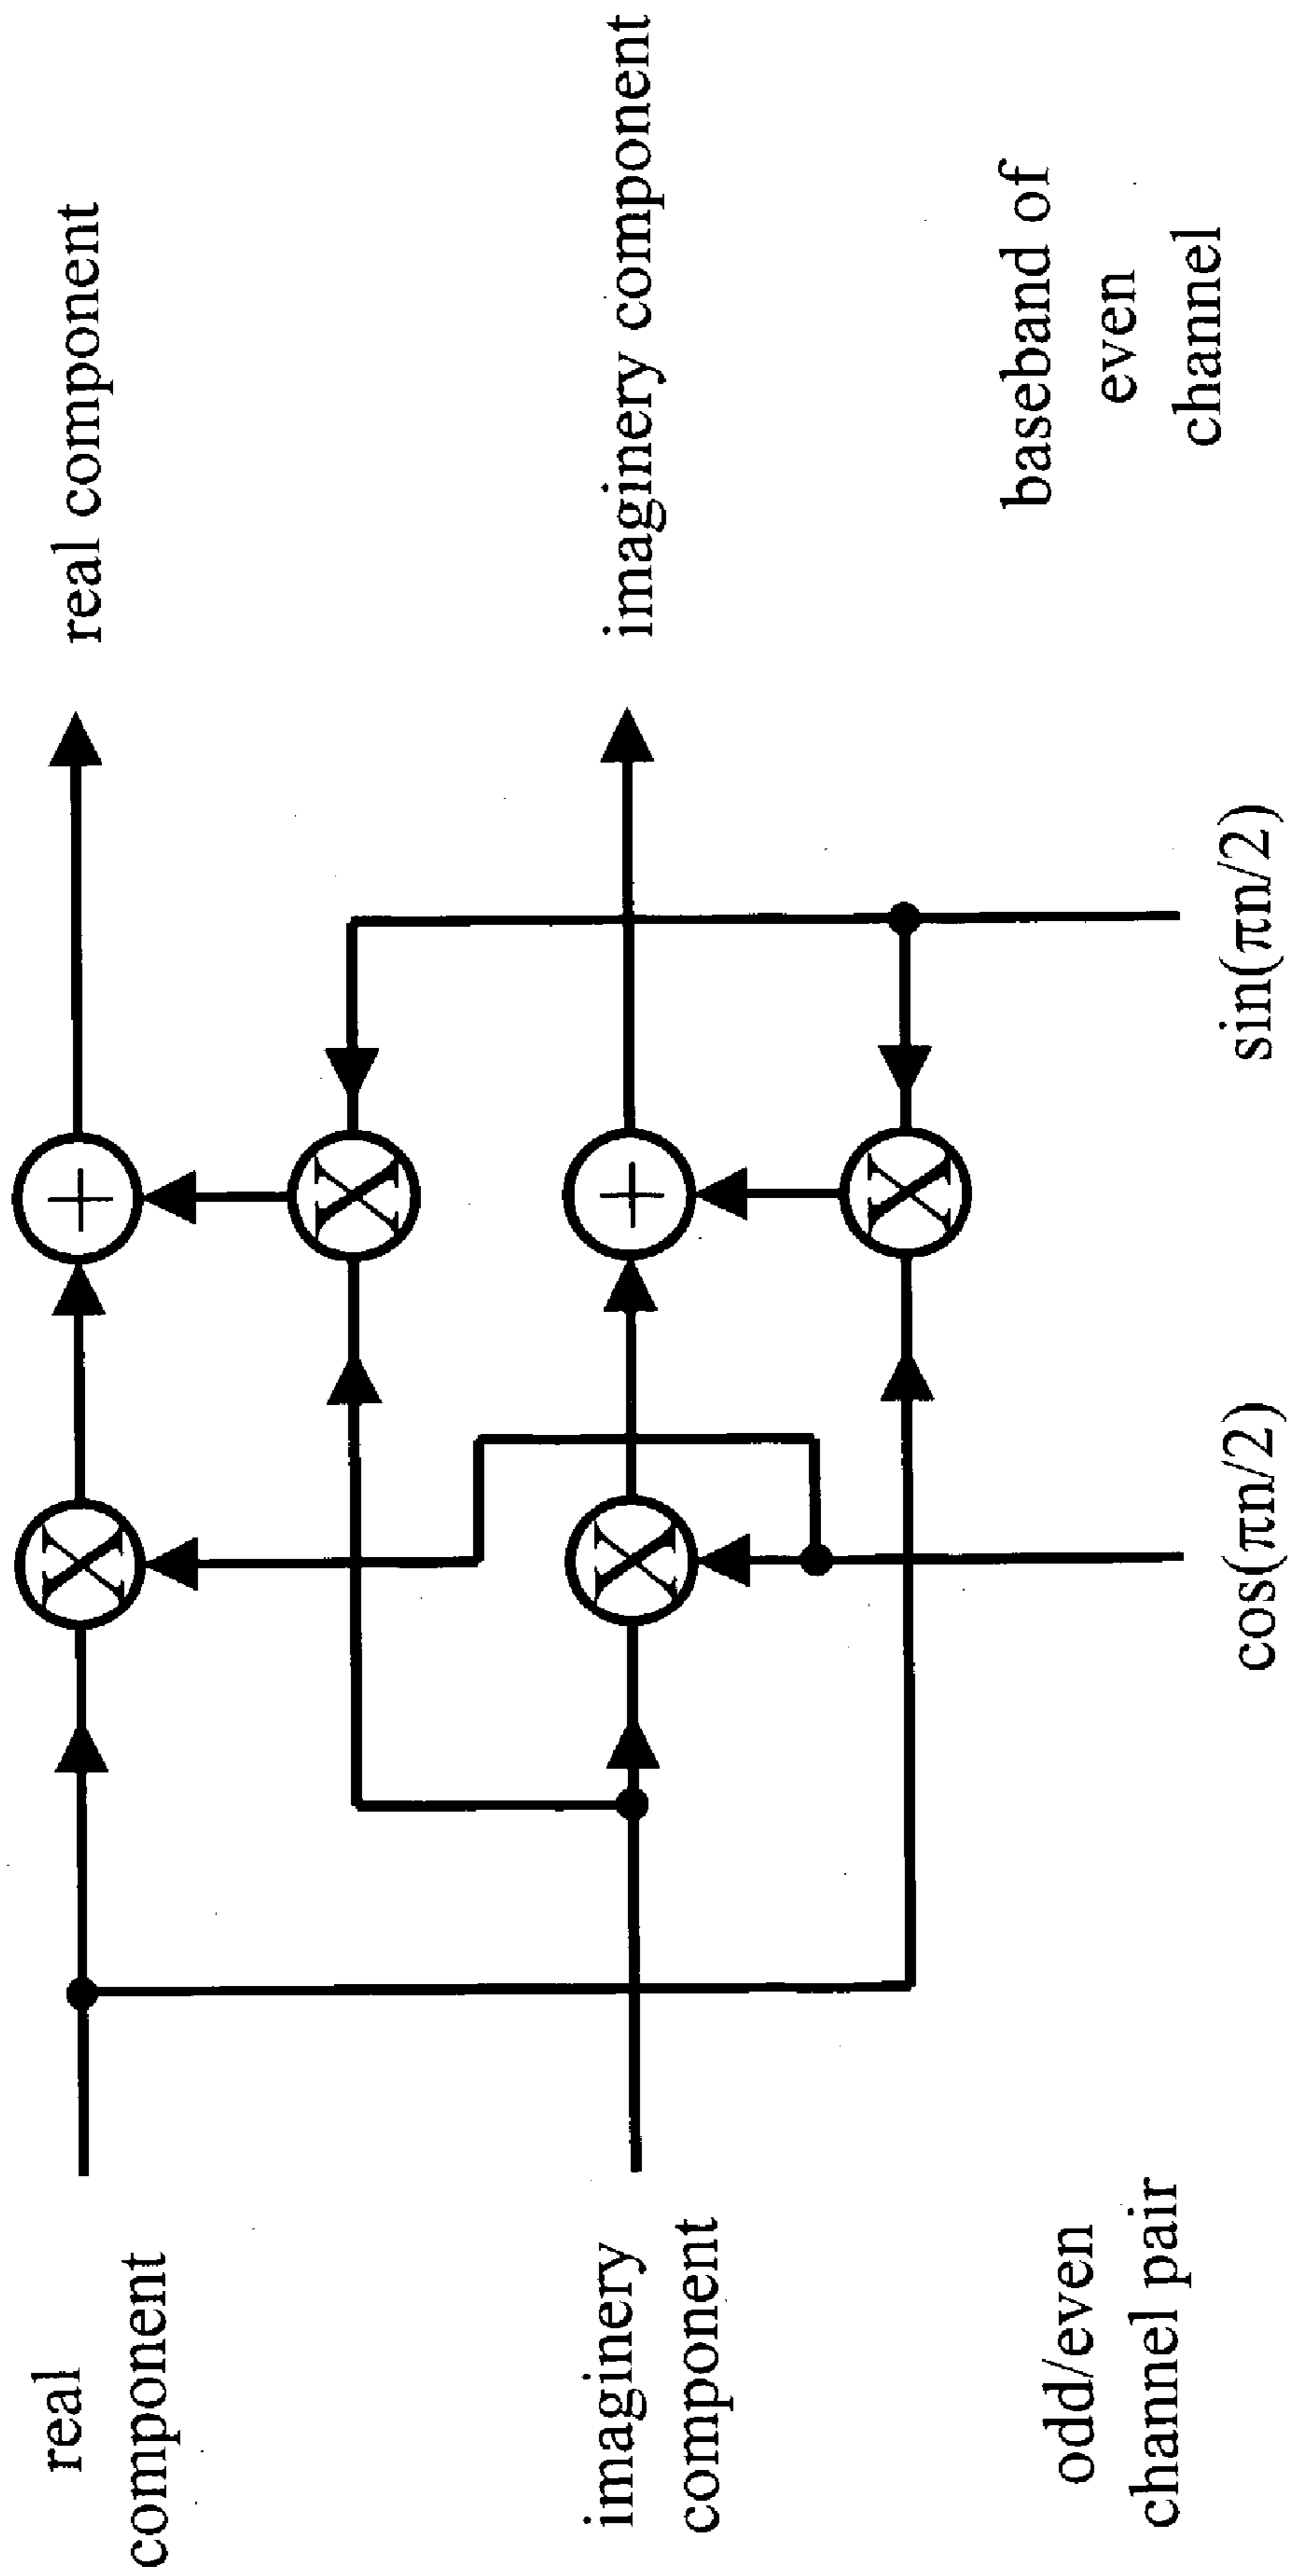 real
component
imaginery
component
odd/even
channel pair
X
X
+
X
+
X
cos(πn/2)
sin(πn/2)
real component
imaginery component
baseband of
even
channel